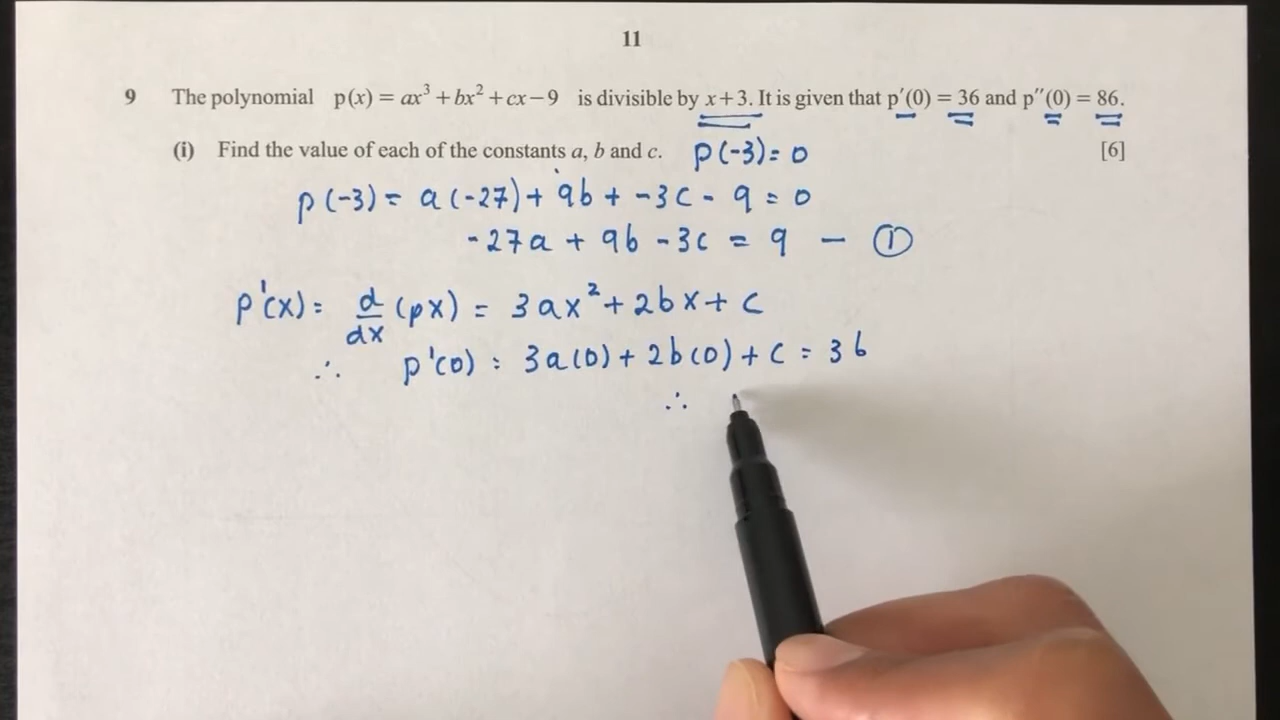 11
9 The polynomial p(x) = ax³ + bx² + cx − 9 is divisible by x + 3. It is given that p′(0) = 36 and p″(0) = 86.
(i) Find the value of each of the constants a, b and c. p(-3) = 0 [6]
p(-3) = a(-27) + 9b + -3c - 9 = 0
-27a + 9b - 3c = 9 - ①
p'(x) = d/dx (px) = 3ax² + 2bx + c
∴ p'(0) = 3a(0) + 2b(0) + c = 36
∴